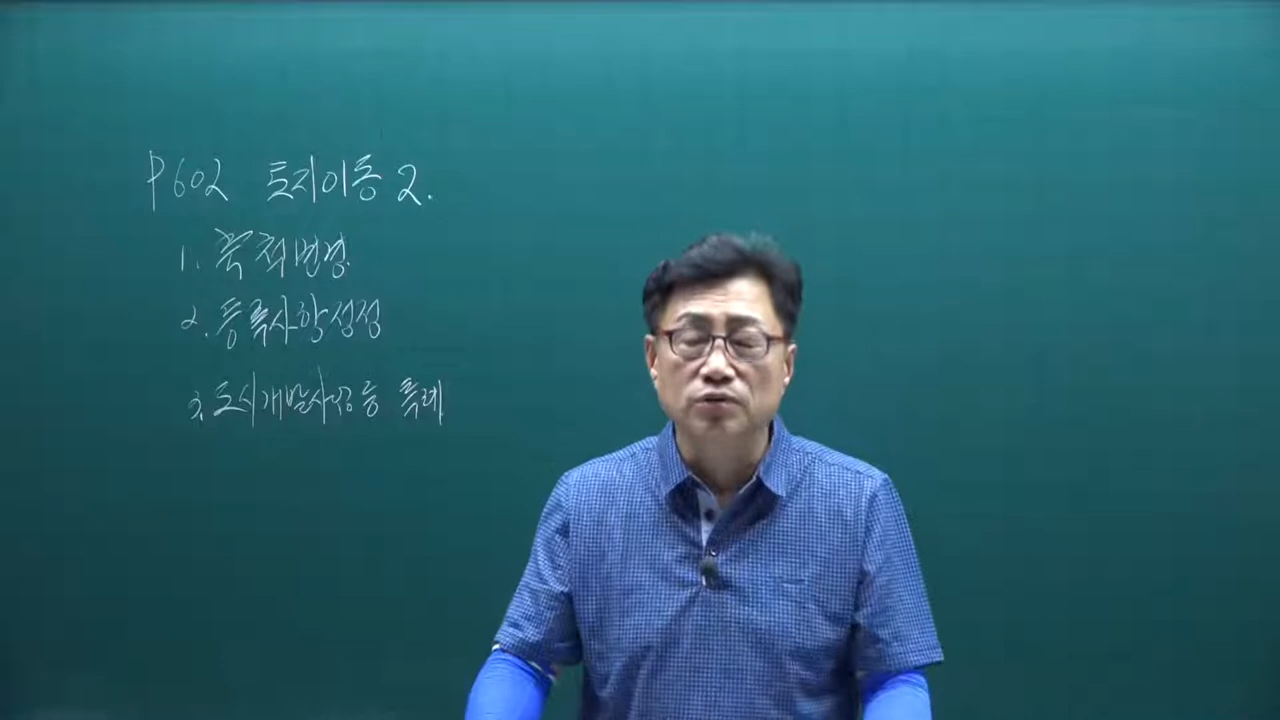 P602 토지이동 2.
1. 축척변경
2. 등록사항정정
3. 도시개발사업 등 특례